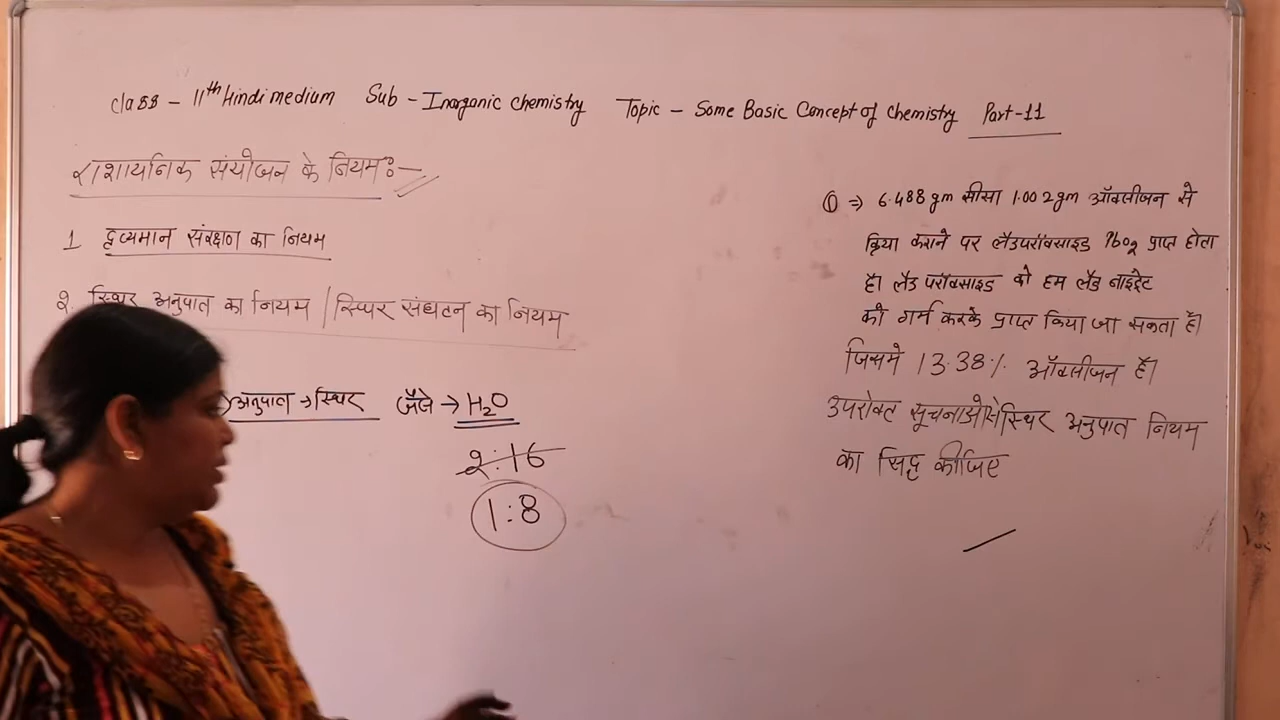 Class - 11th Hindi medium Sub - Inorganic Chemistry Topic - Some Basic Concept of Chemistry Part-11
राशायनिक संयोजन के नियम:-
1 द्रव्यमान संरक्षण का नियम
२. स्थिर अनुपात का नियम / स्थिर संघटन का नियम
अनुपात → स्थिर जैसे → H₂O
२:16
1:8
① ⇒ 6.488 gm सीसा 1.002 gm ऑक्सीजन से
क्रिया कराने पर लैडपरॉक्साइड Pbo₂ प्राप्त होता
है। लैड परॉक्साइड को हम लैड नाइट्रेट
को गर्म करके प्राप्त किया जा सकता है।
जिसमे 13.38% ऑक्सीजन है।
उपरोक्त सूचनाओसे स्थिर अनुपात नियम
का सिद्ध कीजिए